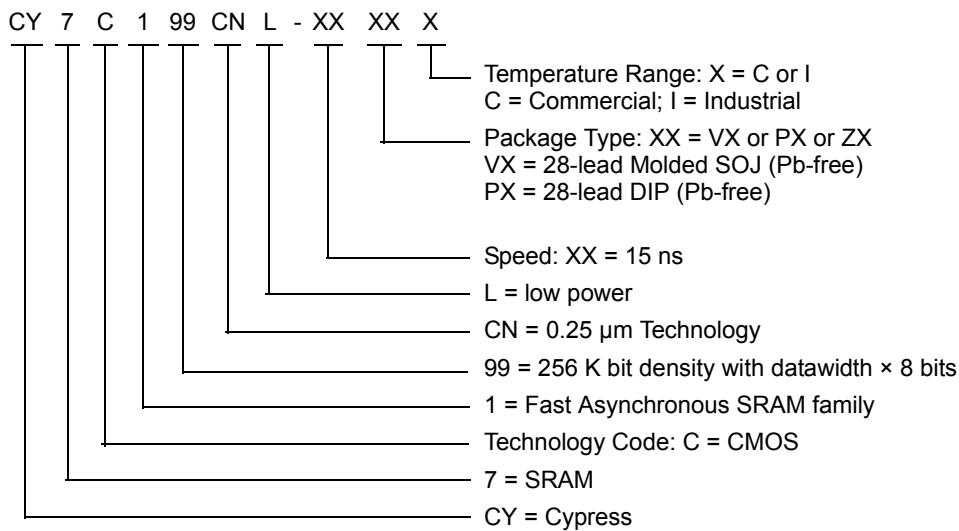 CY 7 C 1 99 CN L - XX XX X
Temperature Range: X = C or I
C = Commercial; I = Industrial
Package Type: XX = VX or PX or ZX
VX = 28-lead Molded SOJ (Pb-free)
PX = 28-lead DIP (Pb-free)
Speed: XX = 15 ns
L = low power
CN = 0.25 µm Technology
99 = 256 K bit density with datawidth × 8 bits
1 = Fast Asynchronous SRAM family
Technology Code: C = CMOS
7 = SRAM
CY = Cypress